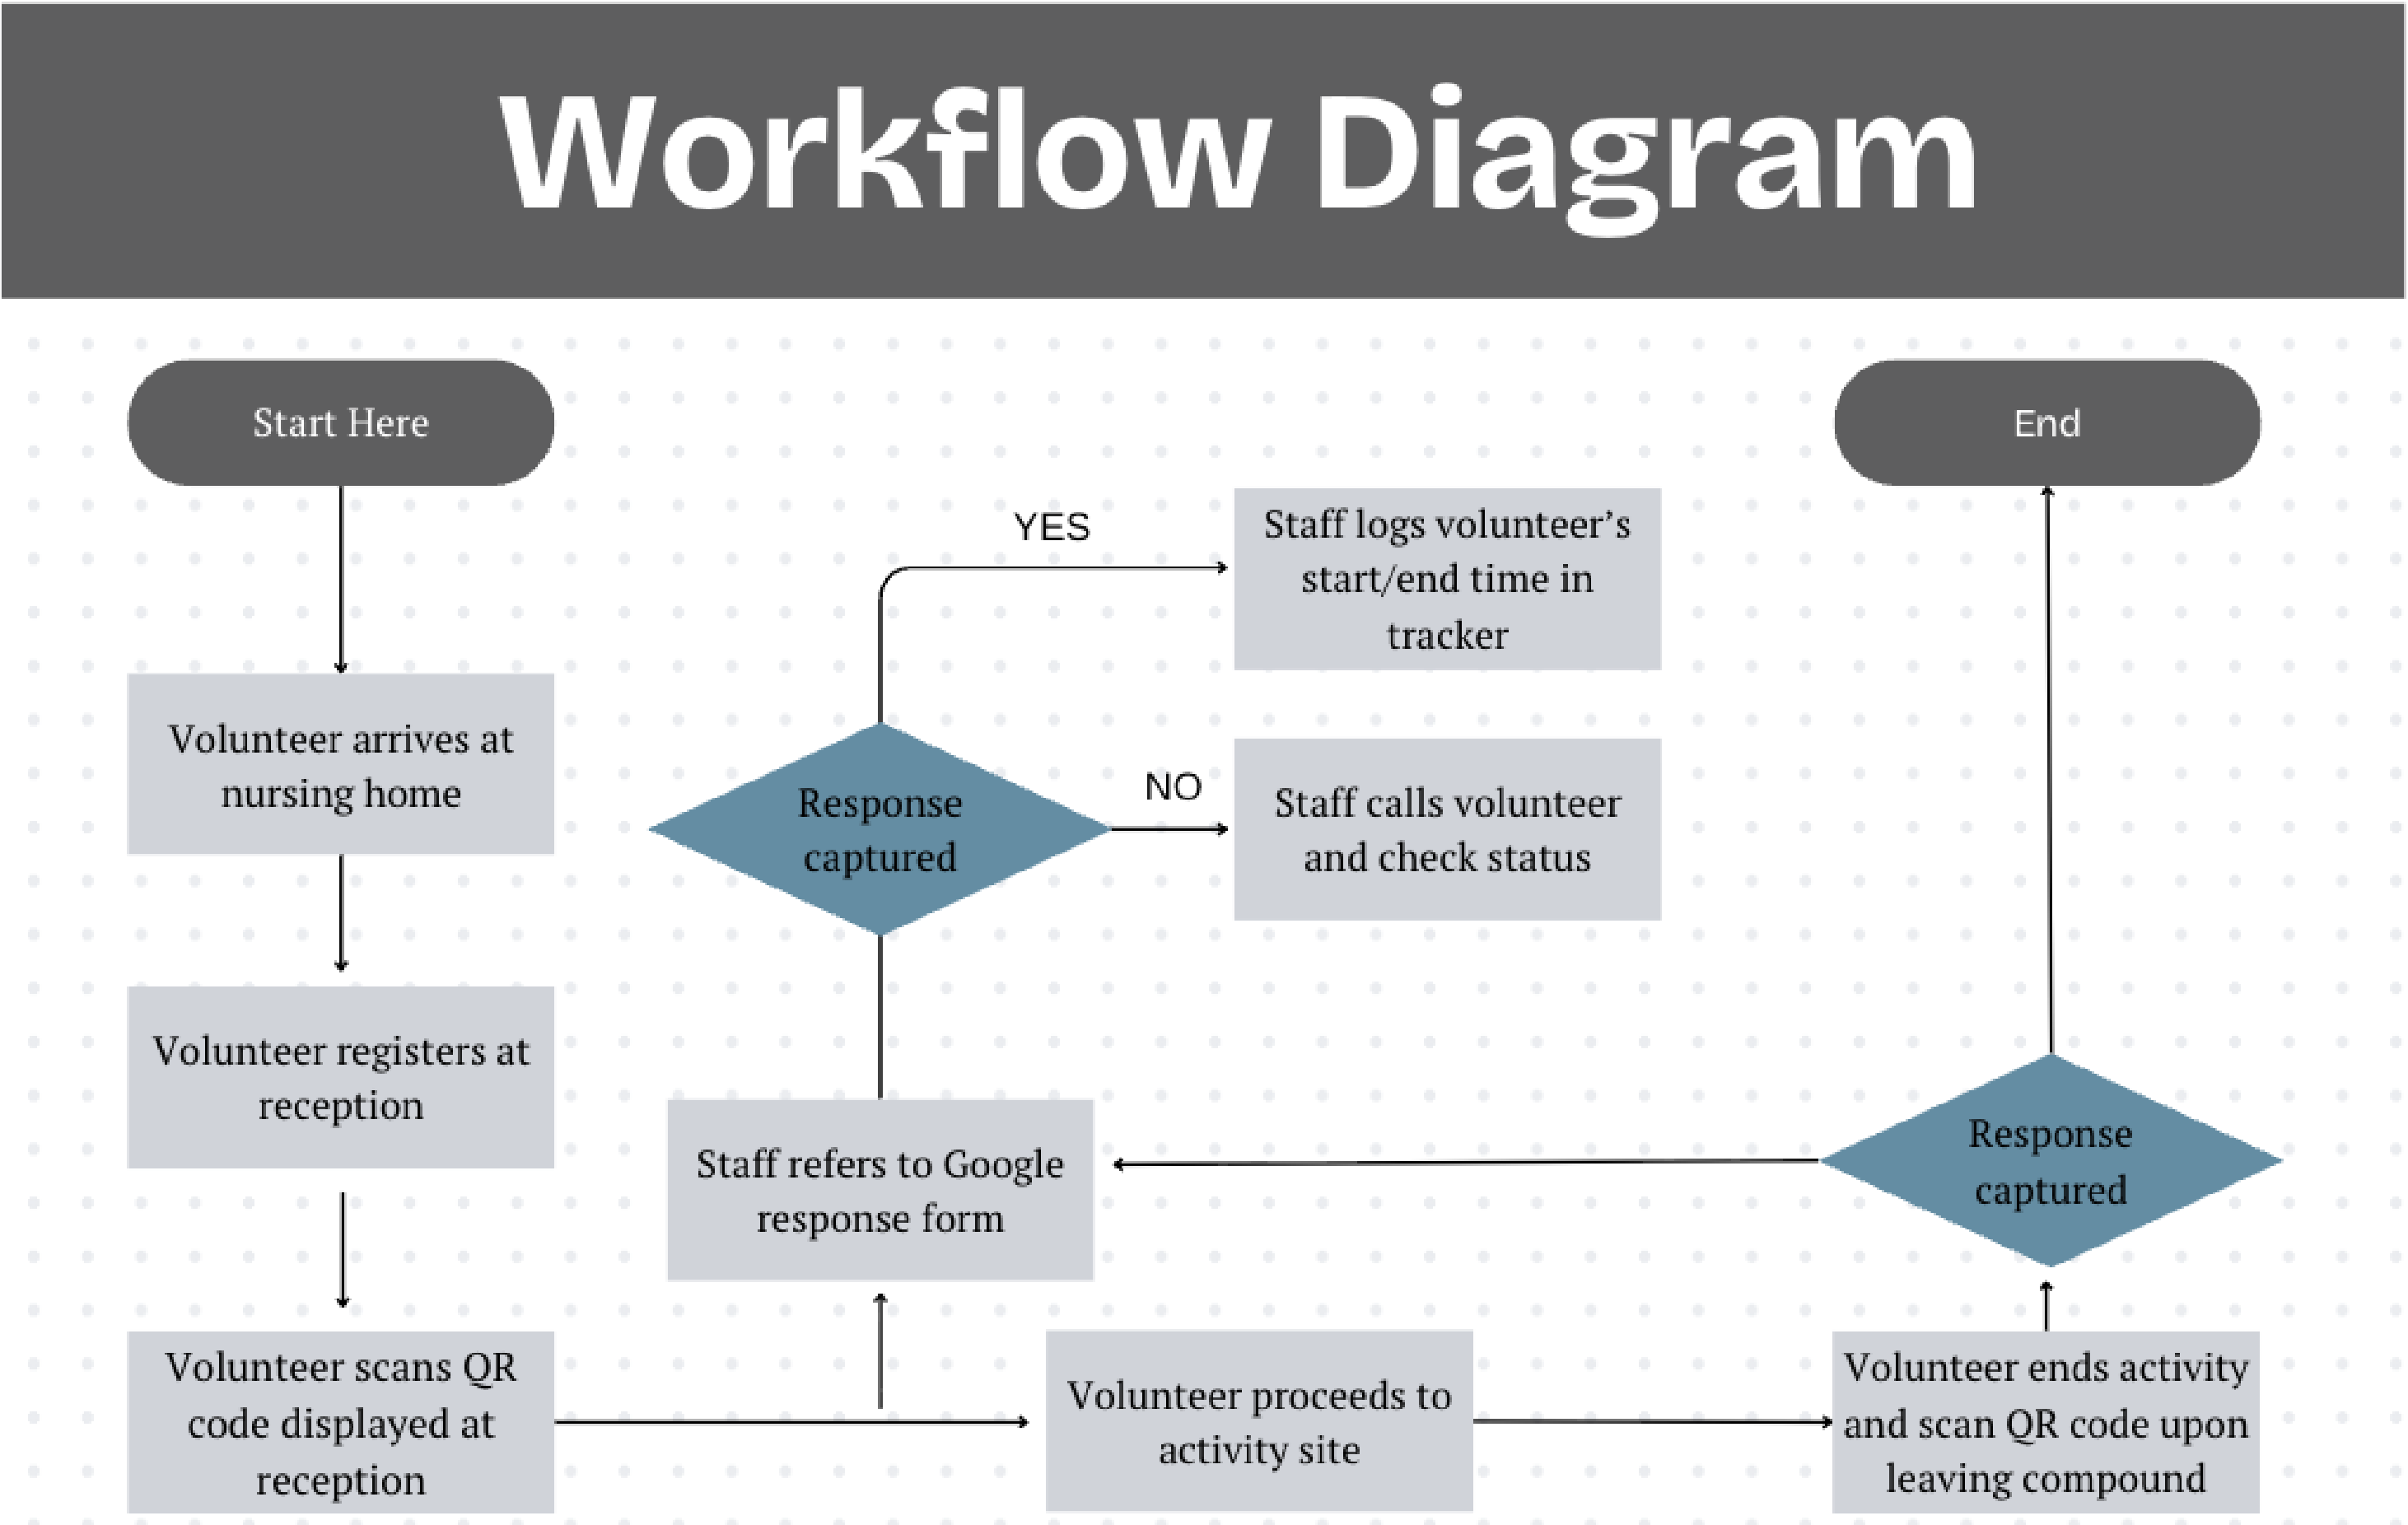 Workflow Diagram
Start Here
Volunteer arrives at
nursing home
Volunteer registers at
reception
Volunteer scans QR
code displayed at
reception
YES
Staff logs volunteer’s
start/end time in
tracker
Response
captured
NO
Staff calls volunteer
and check status
Staff refers to Google
response form
Volunteer proceeds to
activity site
End
Response
captured
Volunteer ends activity
and scan QR code upon
leaving compound